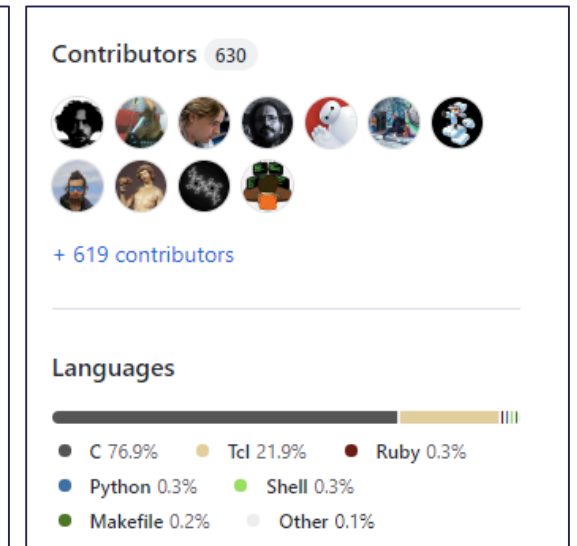 Contributors 630
+ 619 contributors
Languages
C 76.9% Tcl 21.9% Ruby 0.3%
Python 0.3% Shell 0.3%
Makefile 0.2% Other 0.1%